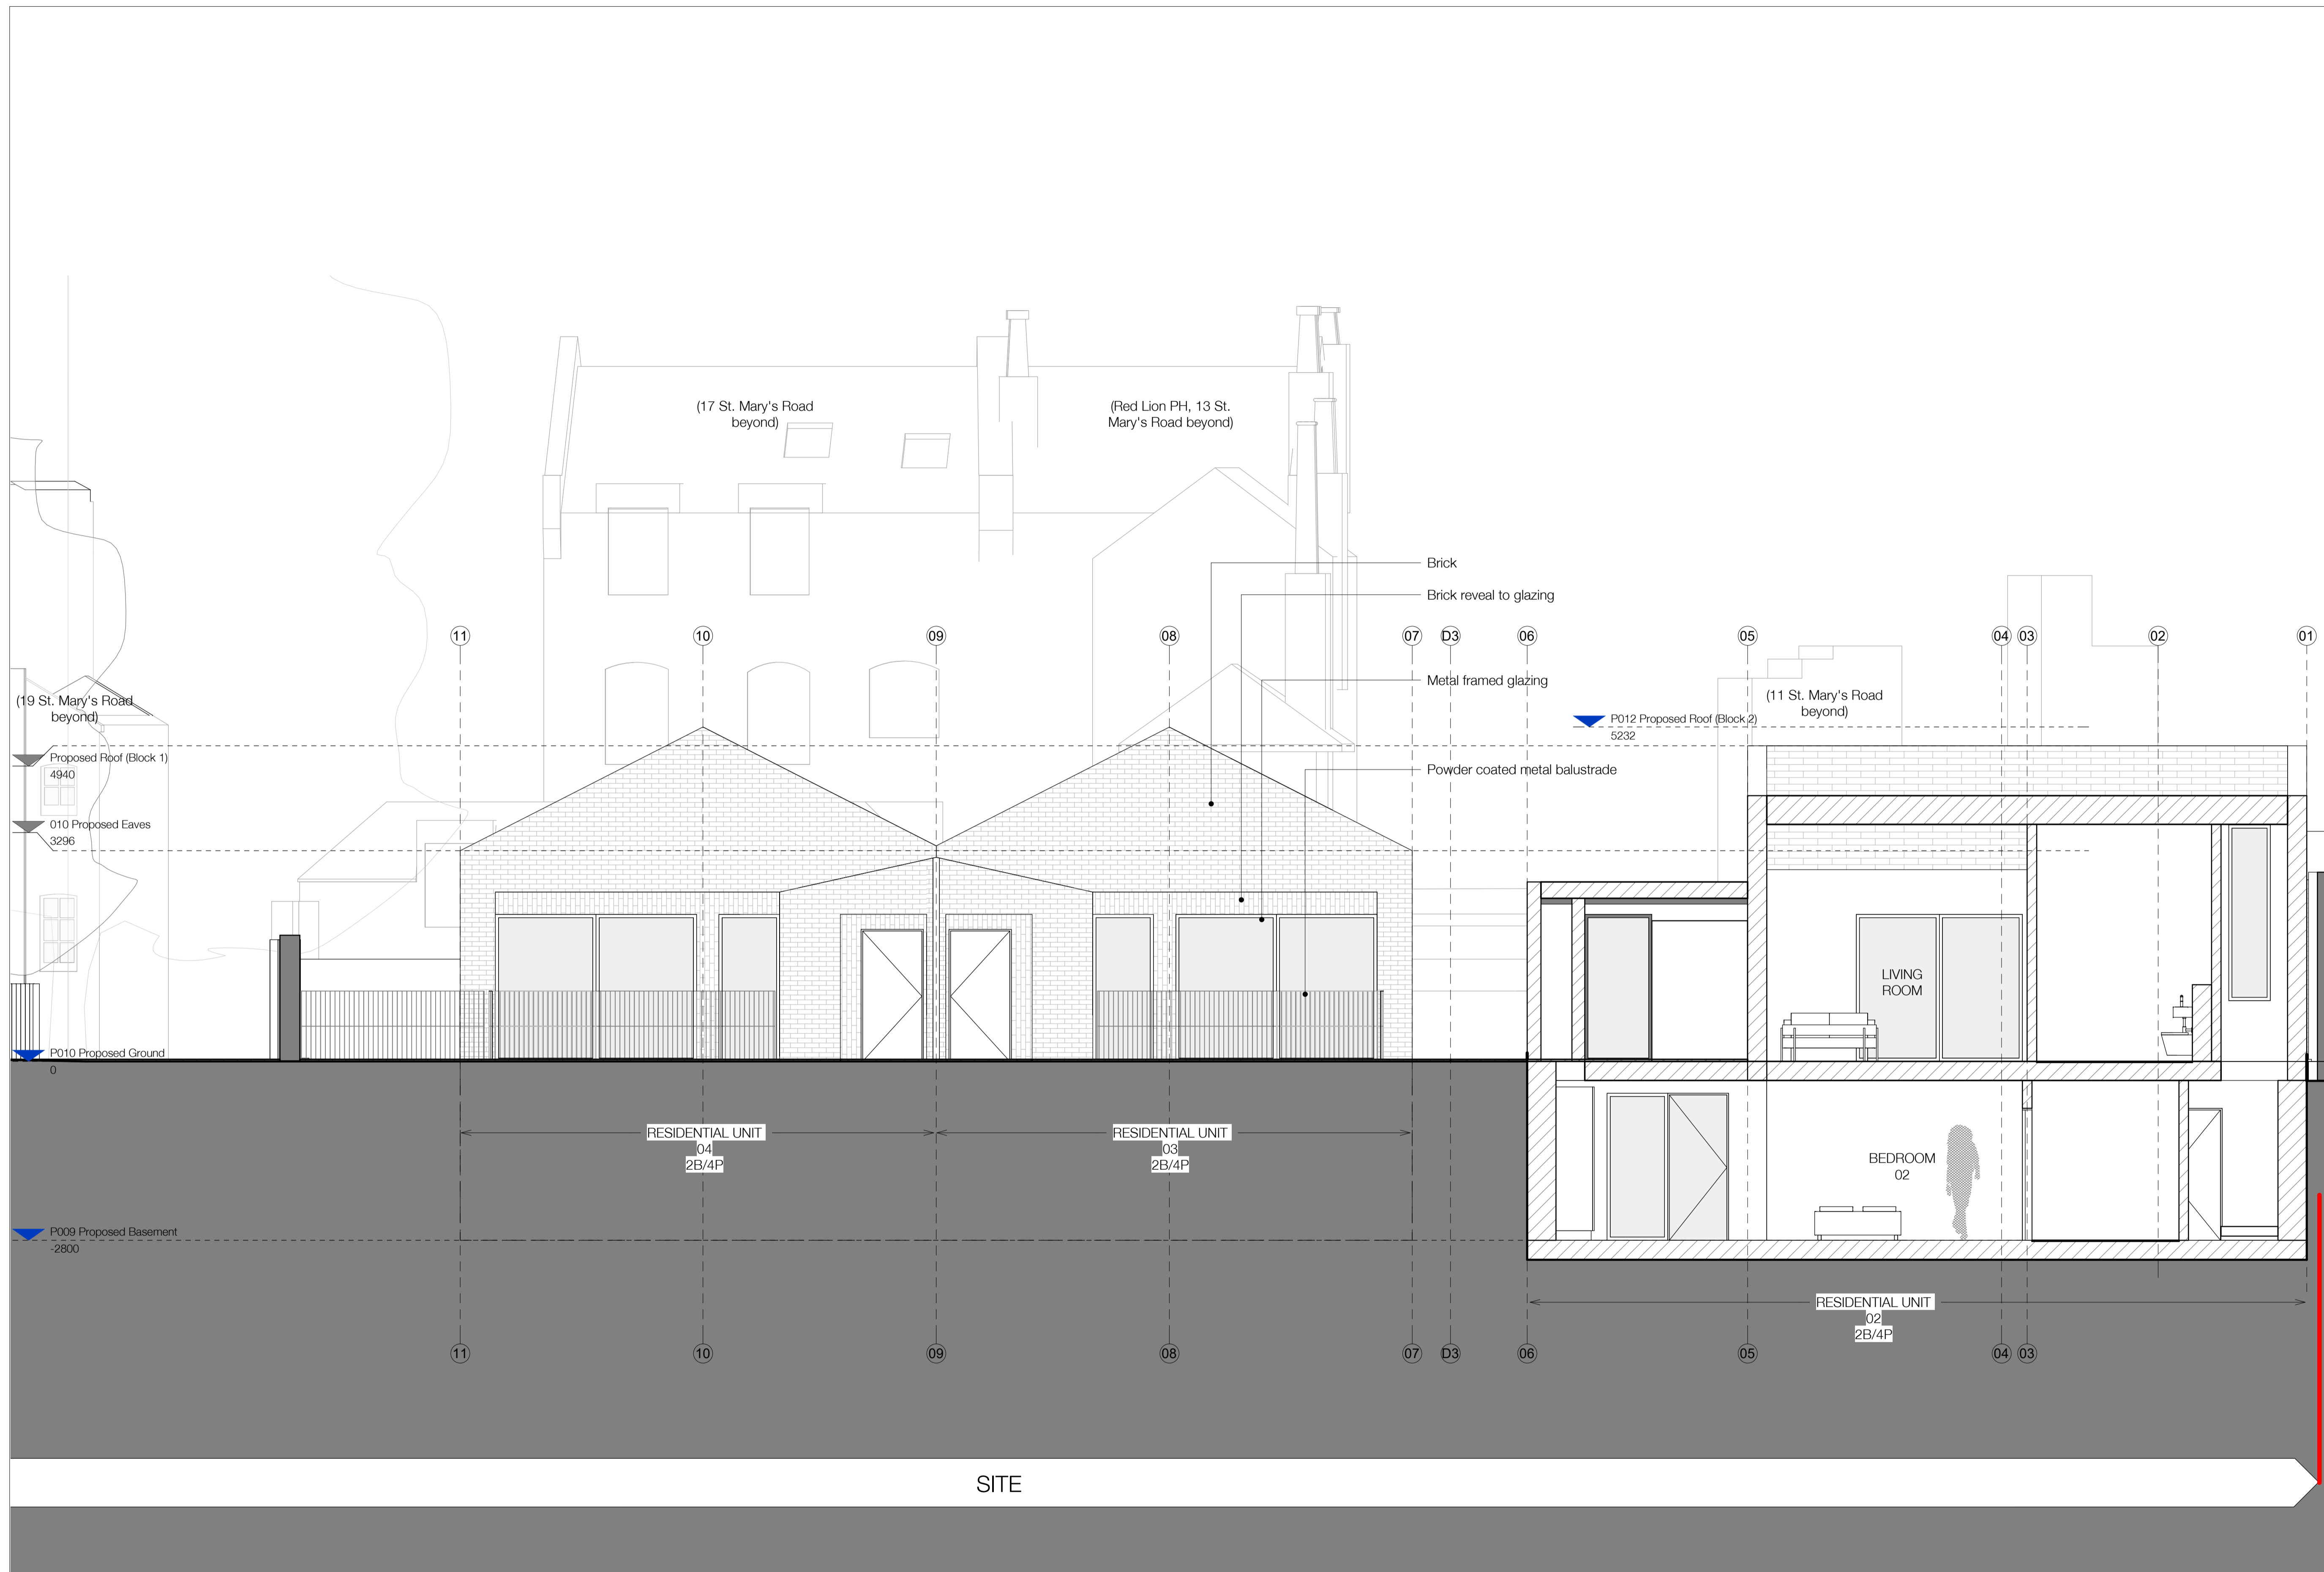 (17 St. Mary's Road
beyond)
(Red Lion PH, 13 St.
Mary's Road beyond)
Brick
Brick reveal to glazing
11
10
09
08
07
D3
06
05
04
03
02
01
Metal framed glazing
(19 St. Mary's Road
beyond)
(11 St. Mary's Road
beyond)
P012 Proposed Roof (Block 2)
5232
Proposed Roof (Block 1)
4940
Powder coated metal balustrade
010 Proposed Eaves
3296
LIVING
ROOM
P010 Proposed Ground
0
RESIDENTIAL UNIT
04
2B/4P
RESIDENTIAL UNIT
03
2B/4P
BEDROOM
02
P009 Proposed Basement
-2800
RESIDENTIAL UNIT
02
2B/4P
11
10
09
08
07
D3
06
05
04
03
SITE